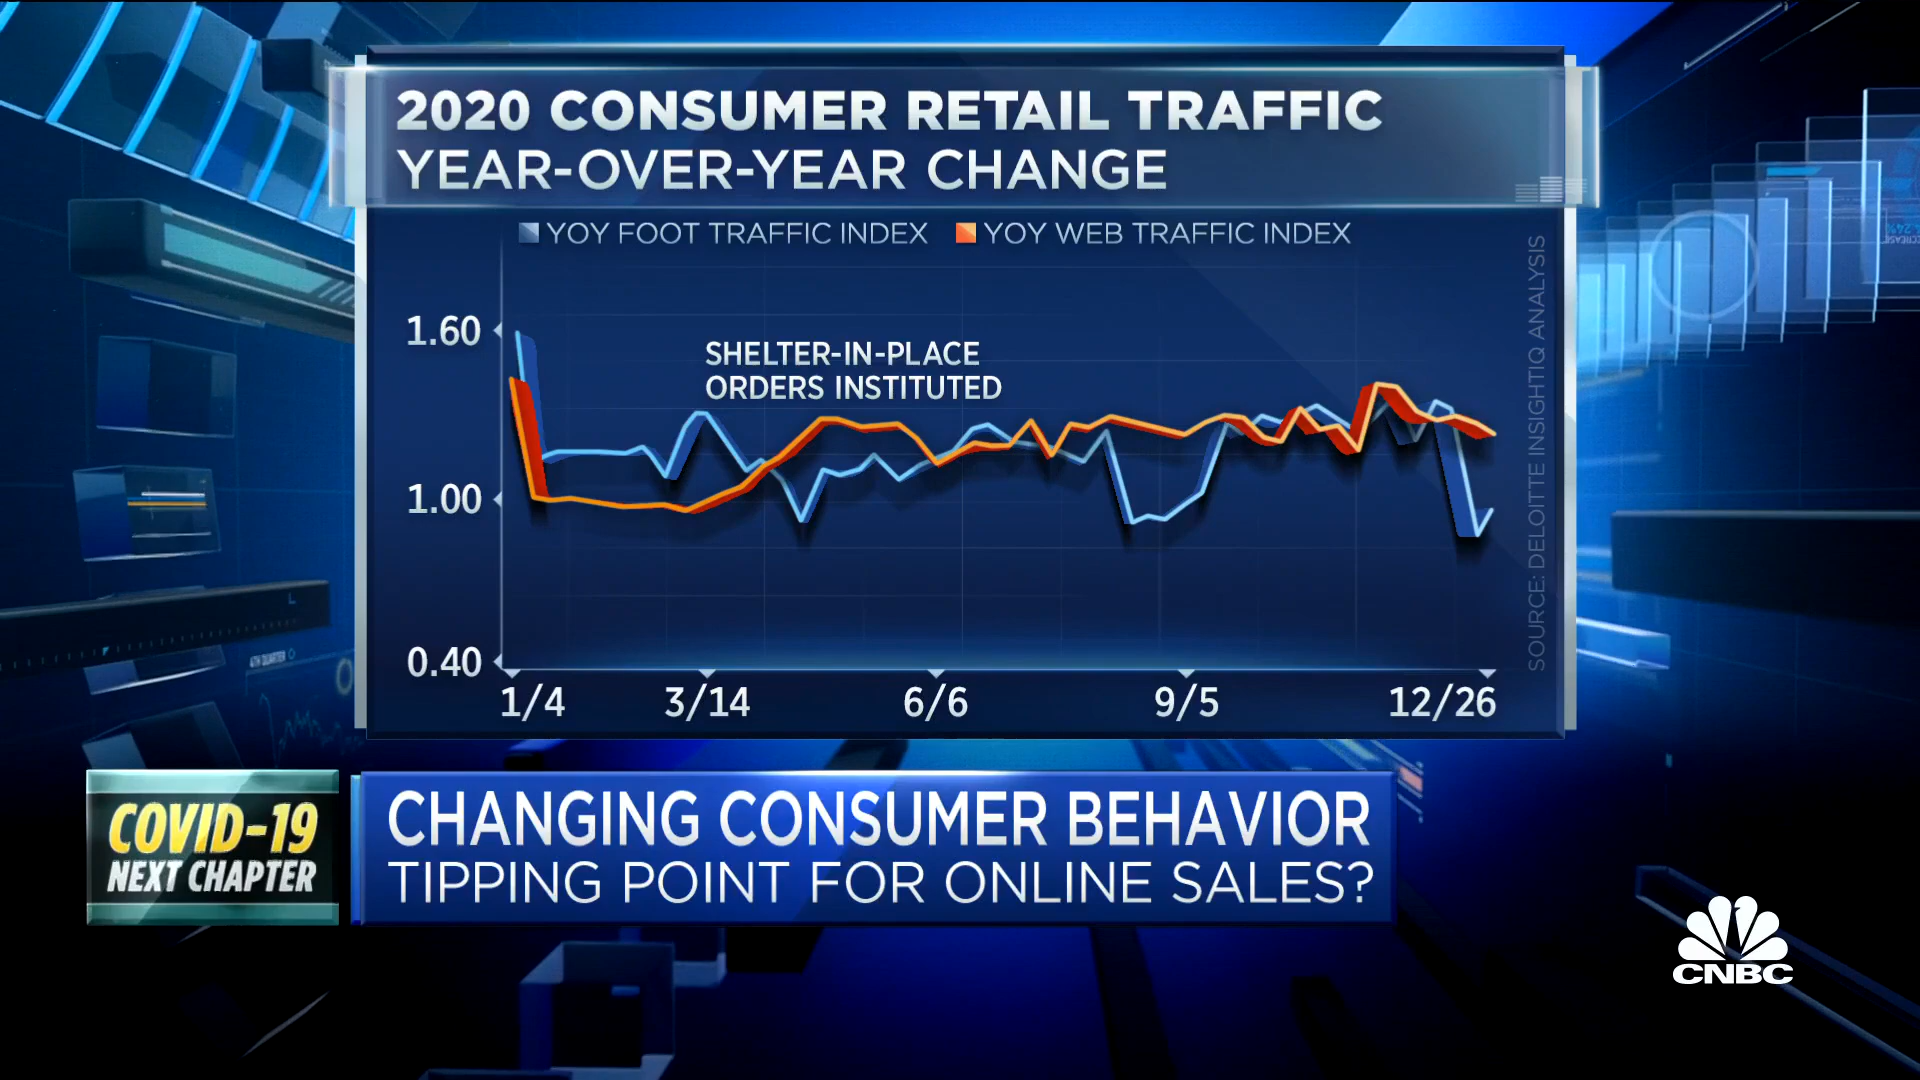 2020 CONSUMER RETAIL TRAFFIC
YEAR-OVER-YEAR CHANGE
YOY FOOT TRAFFIC INDEX YOY WEB TRAFFIC INDEX
1.60
1.00
0.40
SHELTER-IN-PLACE
ORDERS INSTITUTED
1/4 3/14 6/6 9/5 12/26
SOURCE: DELOITTE INSIGHTIQ ANALYSIS
4TH QUARTER
COVID-19
NEXT CHAPTER
CHANGING CONSUMER BEHAVIOR
TIPPING POINT FOR ONLINE SALES?
CNBC